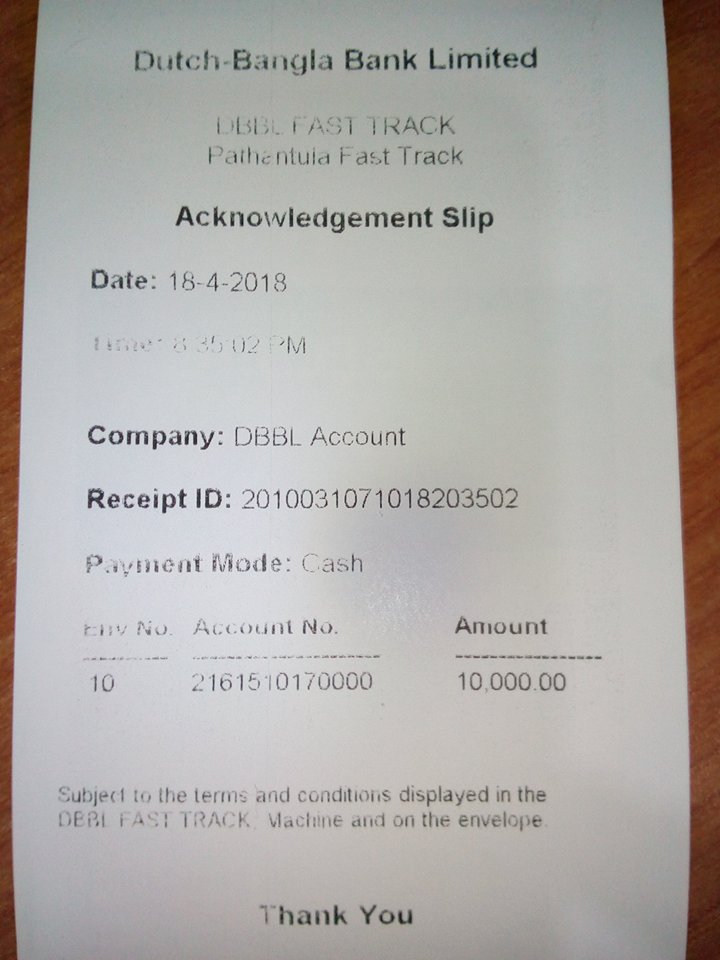 Dutch-Bangla Bank Limited
DBBL FAST TRACK
Pathantula Fast Track
Acknowledgement Slip
Date: 18-4-2018
Time: 8:35:02 PM
Company: DBBL Account
Receipt ID: 2010031071018203502
Payment Mode: Cash
Env No. Account No. Amount
10 2161510170000 10,000.00
Subject to the terms and conditions displayed in the
DBBL FAST TRACK Machine and on the envelope.
Thank You